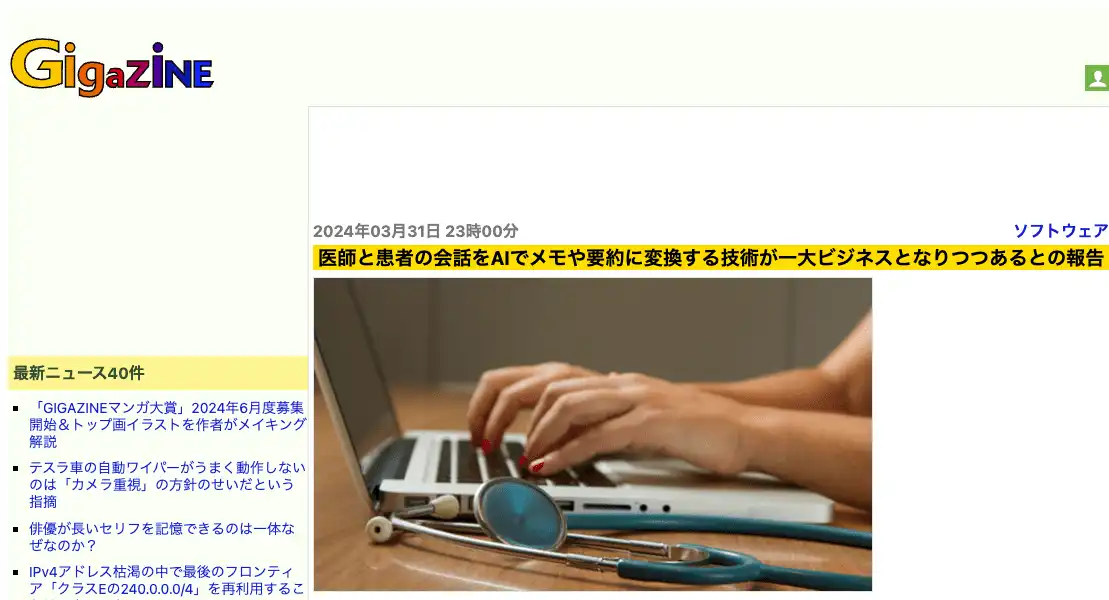 GigaZiNE
2024年03月31日 23時00分
ソフトウェア
医師と患者の会話をAIでメモや要約に変換する技術が一大ビジネスとなりつつあるとの報告
最新ニュース40件
「GIGAZINEマンガ大賞」2024年6月度募集
開始＆トップ画イラストを作者がメイキング
解説
テスラ車の自動ワイパーがうまく動作しない
のは「カメラ重視」の方針のせいだという
指摘
俳優が長いセリフを記憶できるのは一体な
ぜなのか？
IPv4アドレス枯渇の中で最後のフロンティ
ア「クラスEの240.0.0.0/4」を再利用するこ